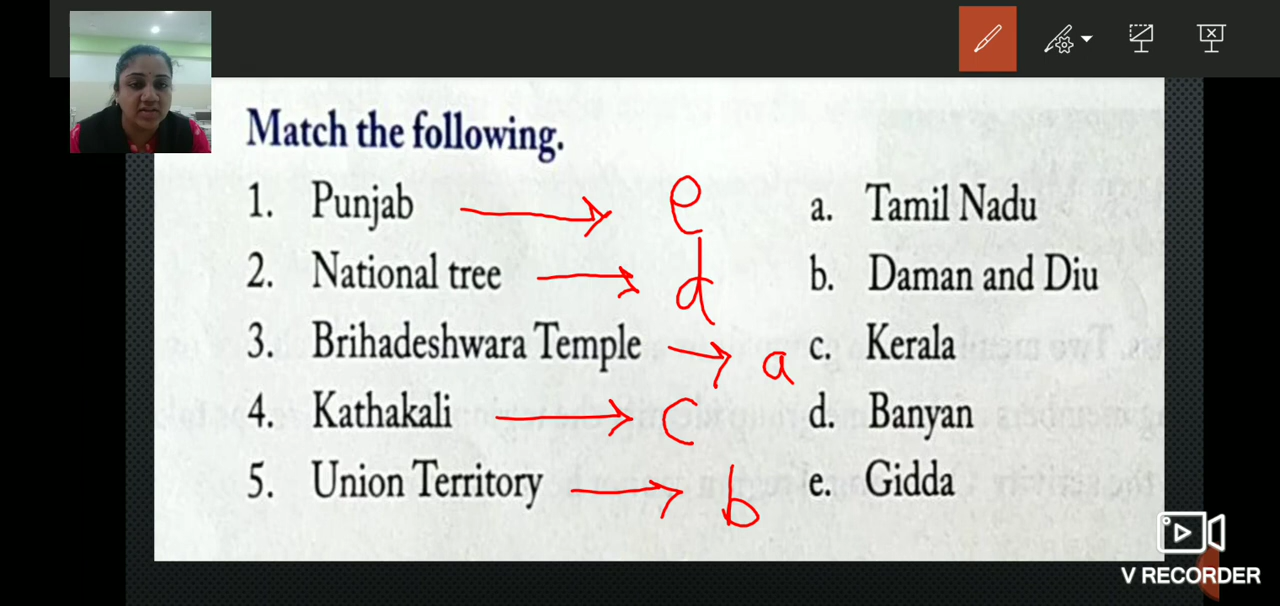 Match the following.
1. Punjab → e a. Tamil Nadu
2. National tree → d b. Daman and Diu
3. Brihadeshwara Temple → a c. Kerala
4. Kathakali → c d. Banyan
5. Union Territory → b e. Gidda
V RECORDER